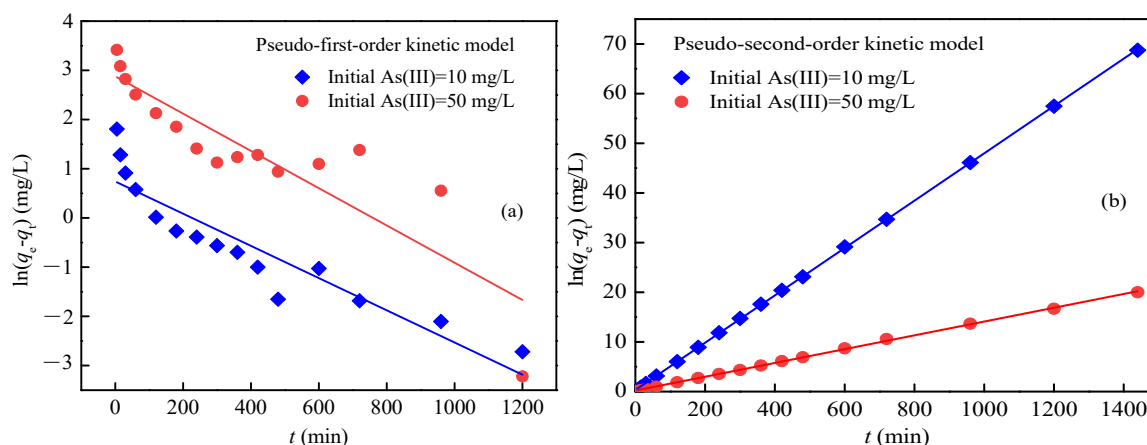 Pseudo-first-order kinetic model
Initial As(III)=10 mg/L
Initial As(III)=50 mg/L
(a)
ln(qe-qt) (mg/L)
4
3
2
1
0
−1
−2
−3
0 200 400 600 800 1000 1200
t (min)
Pseudo-second-order kinetic model
Initial As(III)=10 mg/L
Initial As(III)=50 mg/L
(b)
ln(qe-qt) (mg/L)
70
60
50
40
30
20
10
0
0 200 400 600 800 1000 1200 1400
t (min)